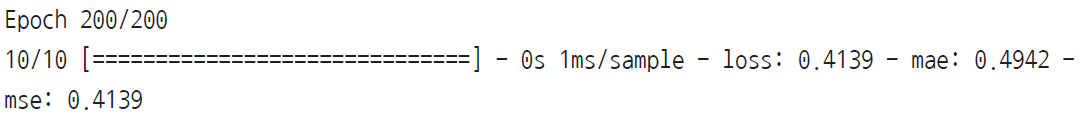 Epoch 200/200
10/10 [==============================] - 0s 1ms/sample - loss: 0.4139 - mae: 0.4942 -
mse: 0.4139